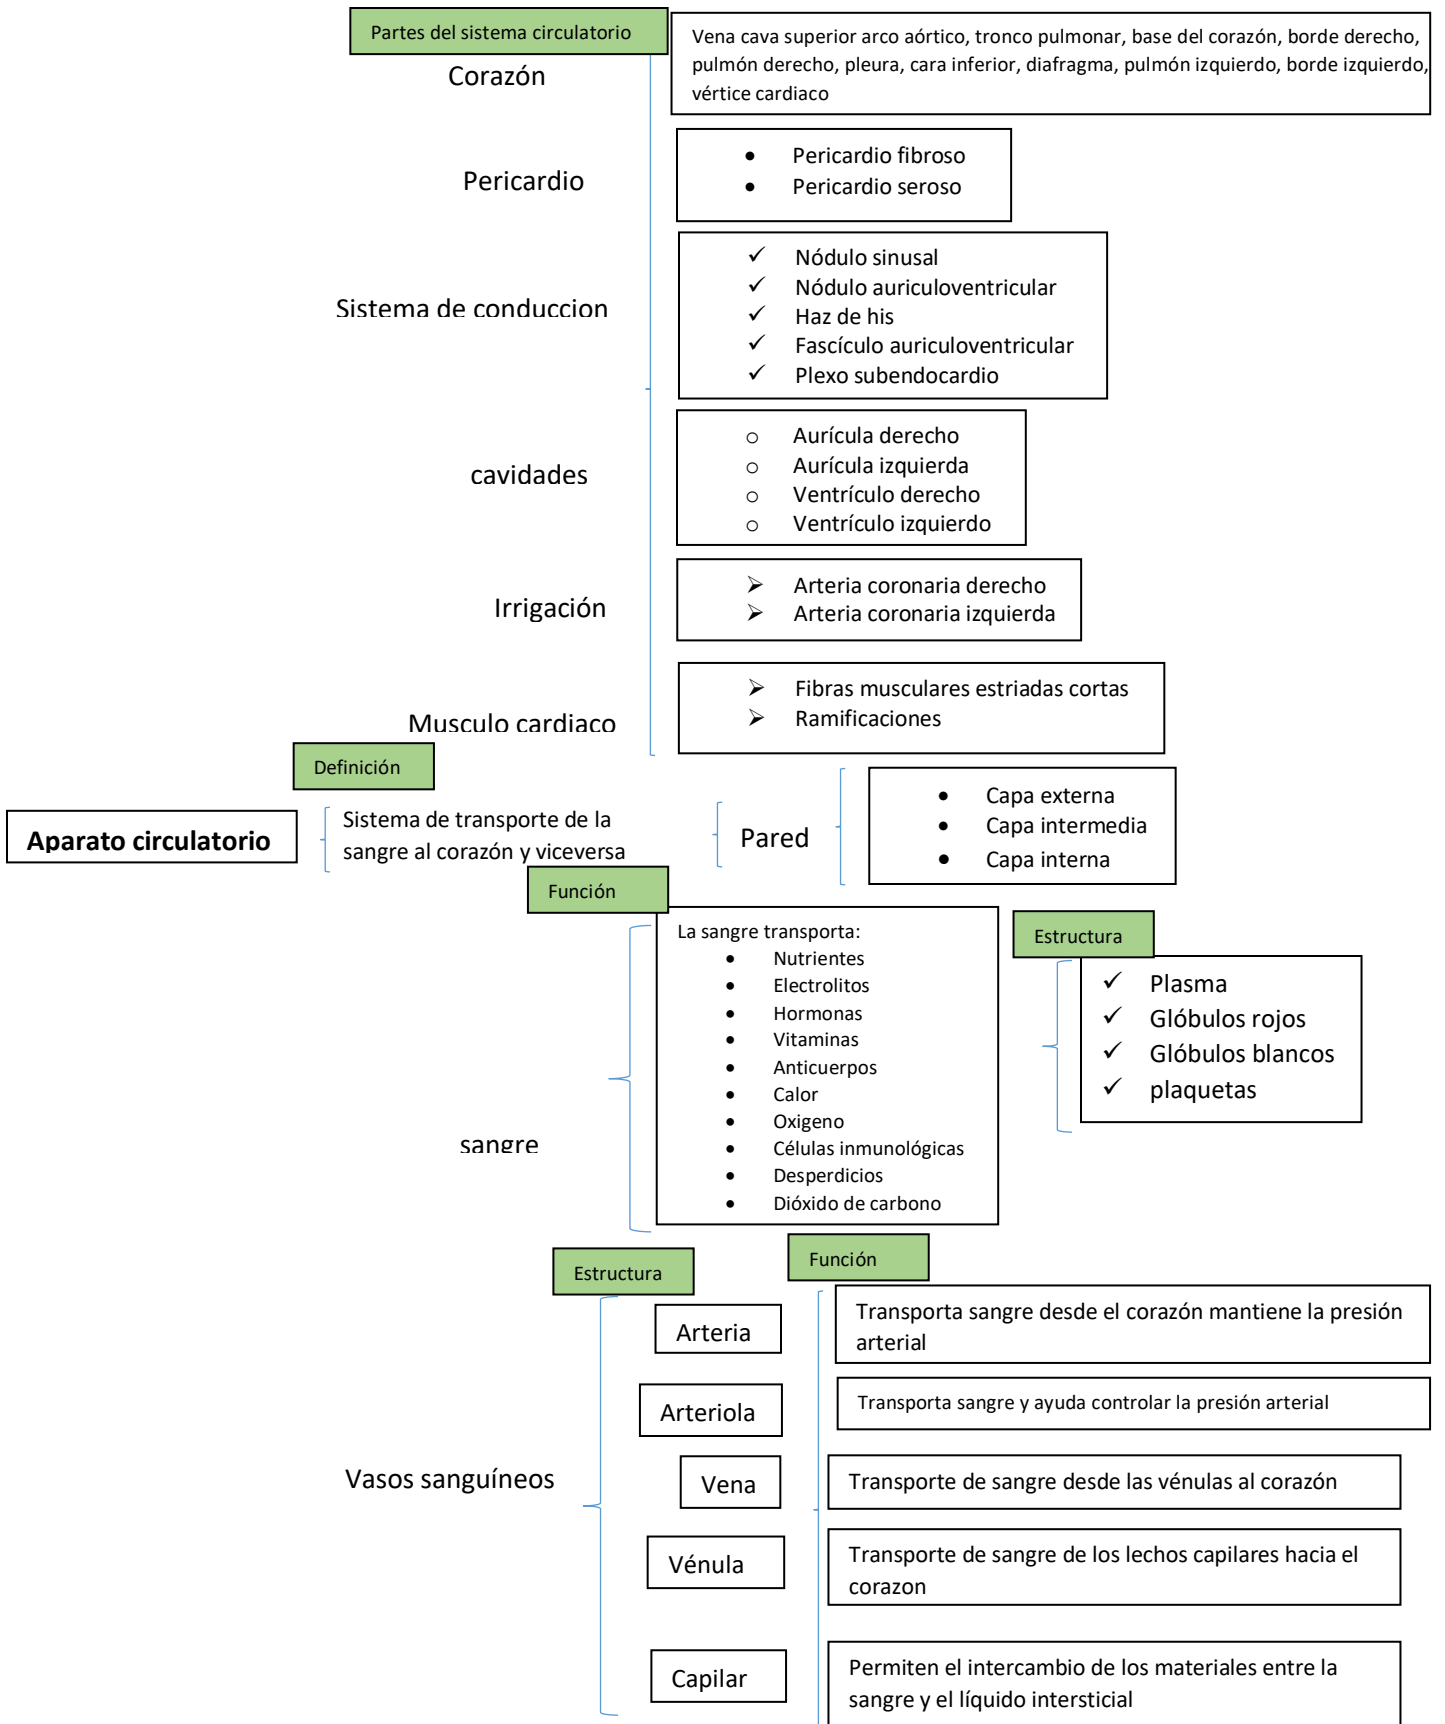 Partes del sistema circulatorio
Vena cava superior arco aórtico, tronco pulmonar, base del corazón, borde derecho,
pulmón derecho, pleura, cara inferior, diafragma, pulmón izquierdo, borde izquierdo,
vértice cardiaco
Corazón
Pericardio
Pericardio fibroso
Pericardio seroso
Sistema de conduccion
Nódulo sinusal
Nódulo auriculoventricular
Haz de his
Fascículo auriculoventricular
Plexo subendocardio
cavidades
Aurícula derecho
Aurícula izquierda
Ventrículo derecho
Ventrículo izquierdo
Irrigación
Arteria coronaria derecho
Arteria coronaria izquierda
Musculo cardiaco
Fibras musculares estriadas cortas
Ramificaciones
Definición
Aparato circulatorio
Sistema de transporte de la
sangre al corazón y viceversa
Pared
Capa externa
Capa intermedia
Capa interna
Función
sangre
La sangre transporta:
Nutrientes
Electrolitos
Hormonas
Vitaminas
Anticuerpos
Calor
Oxigeno
Células inmunológicas
Desperdicios
Dióxido de carbono
Estructura
Plasma
Glóbulos rojos
Glóbulos blancos
plaquetas
Estructura
Función
Vasos sanguíneos
Arteria
Transporta sangre desde el corazón mantiene la presión
arterial
Arteriola
Transporta sangre y ayuda controlar la presión arterial
Vena
Transporte de sangre desde las vénulas al corazón
Vénula
Transporte de sangre de los lechos capilares hacia el
corazon
Capilar
Permiten el intercambio de los materiales entre la
sangre y el líquido intersticial